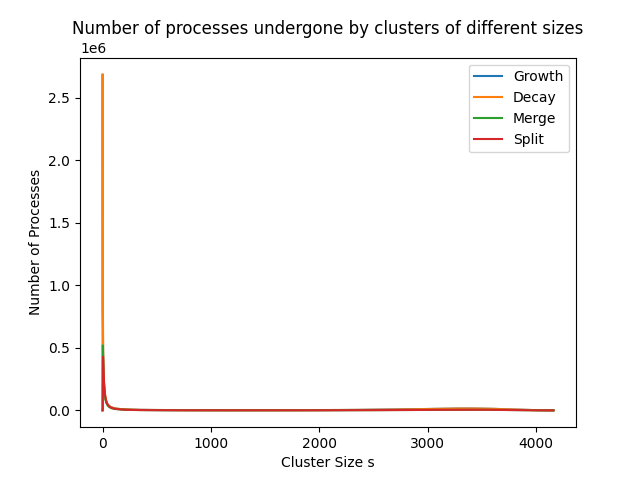 Number of processes undergone by clusters of different sizes
1e6
2.5
2.0
1.5
1.0
0.5
0.0
Number of Processes
Growth
Decay
Merge
Split
0 1000 2000 3000 4000
Cluster Size s